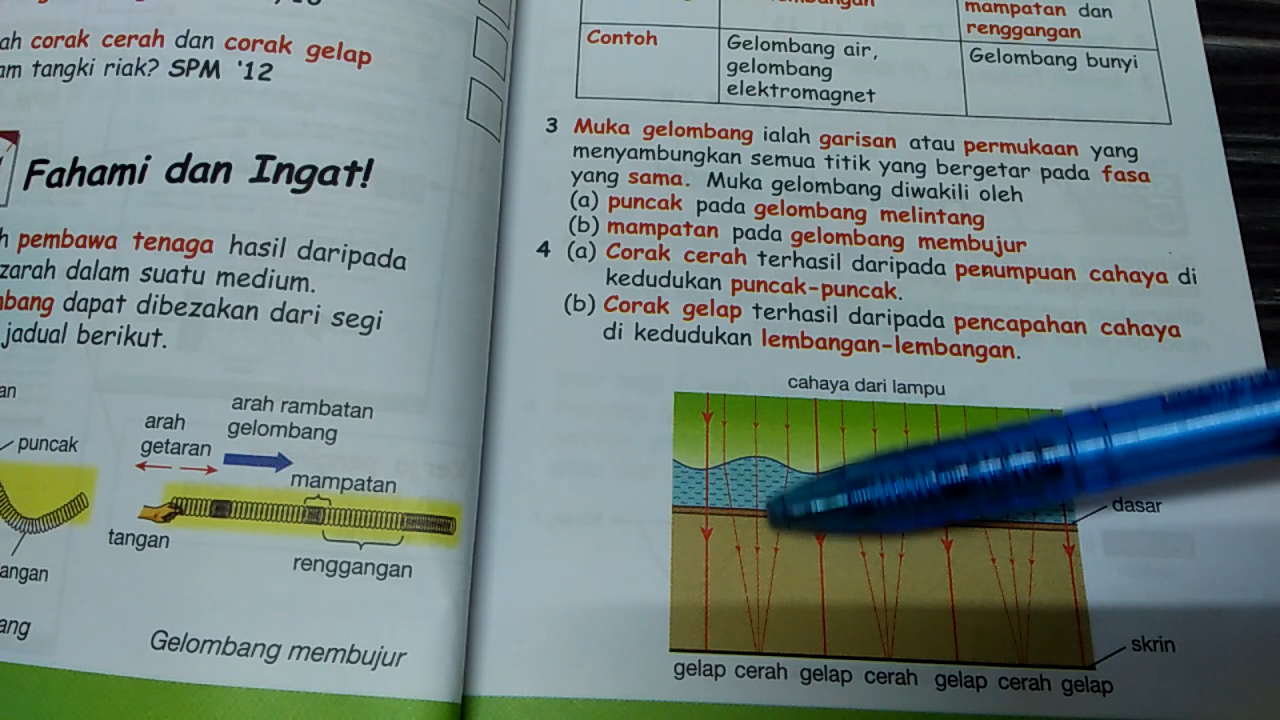 ah corak cerah dan corak gelap
am tangki riak? SPM '12
Fahami dan Ingat!
h pembawa tenaga hasil daripada
zarah dalam suatu medium.
mbang dapat dibezakan dari segi
jadual berikut.
an
puncak
angan
ang
arah
getaran
arah rambatan
gelombang
mampatan
tangan
renggangan
Gelombang membujur
mampatan dan
renggangan
Contoh
Gelombang air,
gelombang
elektromagnet
Gelombang bunyi
3 Muka gelombang ialah garisan atau permukaan yang
menyambungkan semua titik yang bergetar pada fasa
yang sama. Muka gelombang diwakili oleh
(a) puncak pada gelombang melintang
(b) mampatan pada gelombang membujur
4 (a) Corak cerah terhasil daripada penumpuan cahaya di
kedudukan puncak-puncak.
(b) Corak gelap terhasil daripada pencapahan cahaya
di kedudukan lembangan-lembangan.
cahaya dari lampu
dasar
skrin
gelap cerah gelap cerah gelap cerah gelap